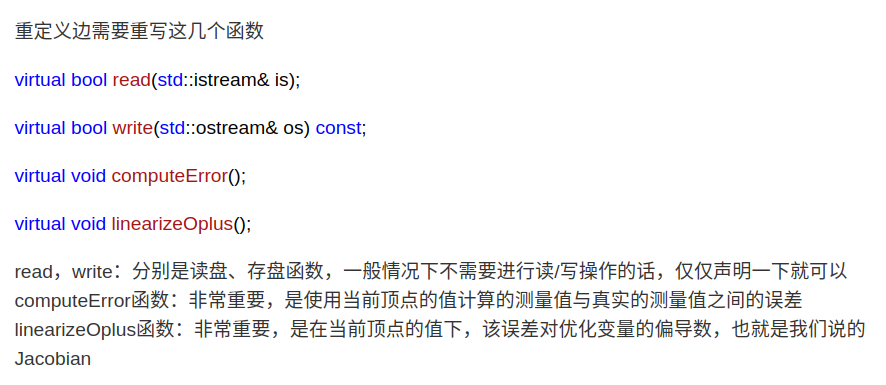 重定义边需要重写这几个函数
virtual bool read(std::istream& is);
virtual bool write(std::ostream& os) const;
virtual void computeError();
virtual void linearizeOplus();
read，write：分别是读盘、存盘函数，一般情况下不需要进行读/写操作的话，仅仅声明一下就可以
computeError函数：非常重要，是使用当前顶点的值计算的测量值与真实的测量值之间的误差
linearizeOplus函数：非常重要，是在当前顶点的值下，该误差对优化变量的偏导数，也就是我们说的
Jacobian